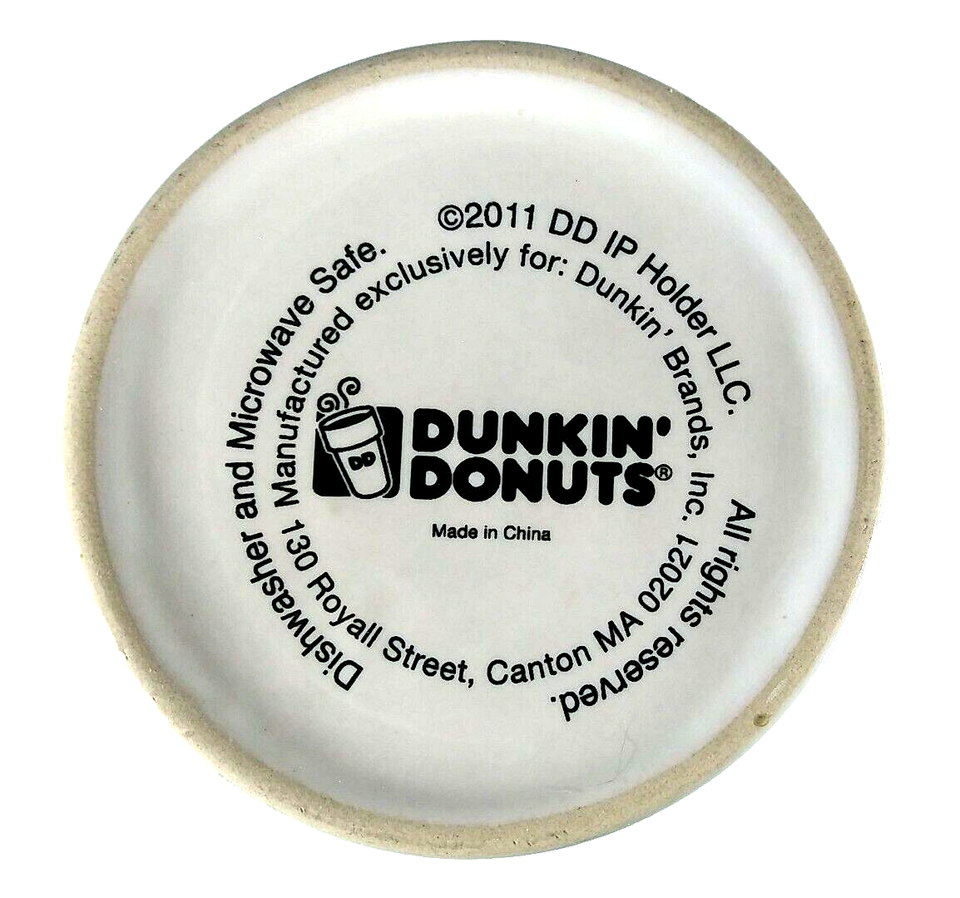 Dishwasher and Microwave Safe.
©2011 DD IP Holder LLC.
All rights reserved.
Manufactured exclusively for: Dunkin' Brands, Inc.
130 Royall Street, Canton MA 02021
DD
DUNKIN'
DONUTS®
Made in China